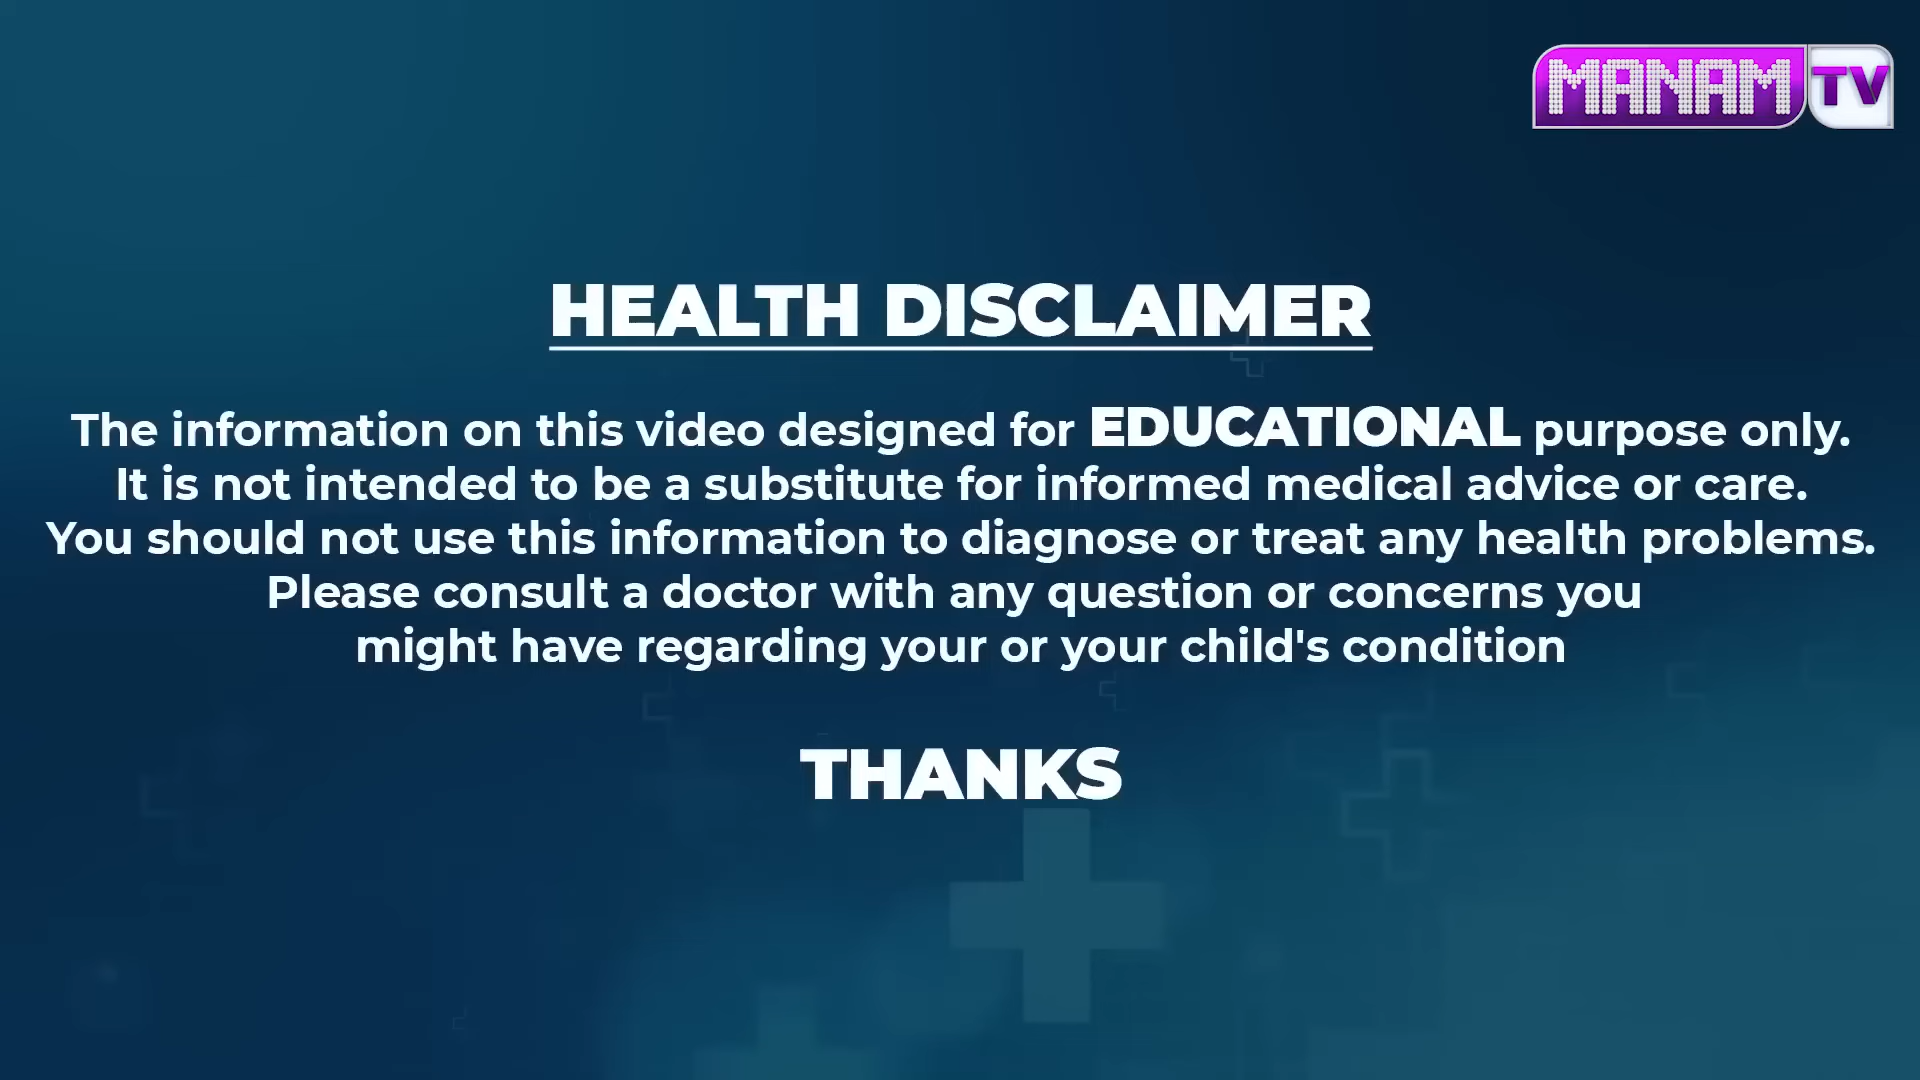 MANAM TV
HEALTH DISCLAIMER
The information on this video designed for EDUCATIONAL purpose only.
It is not intended to be a substitute for informed medical advice or care.
You should not use this information to diagnose or treat any health problems.
Please consult a doctor with any question or concerns you
might have regarding your or your child's condition
THANKS